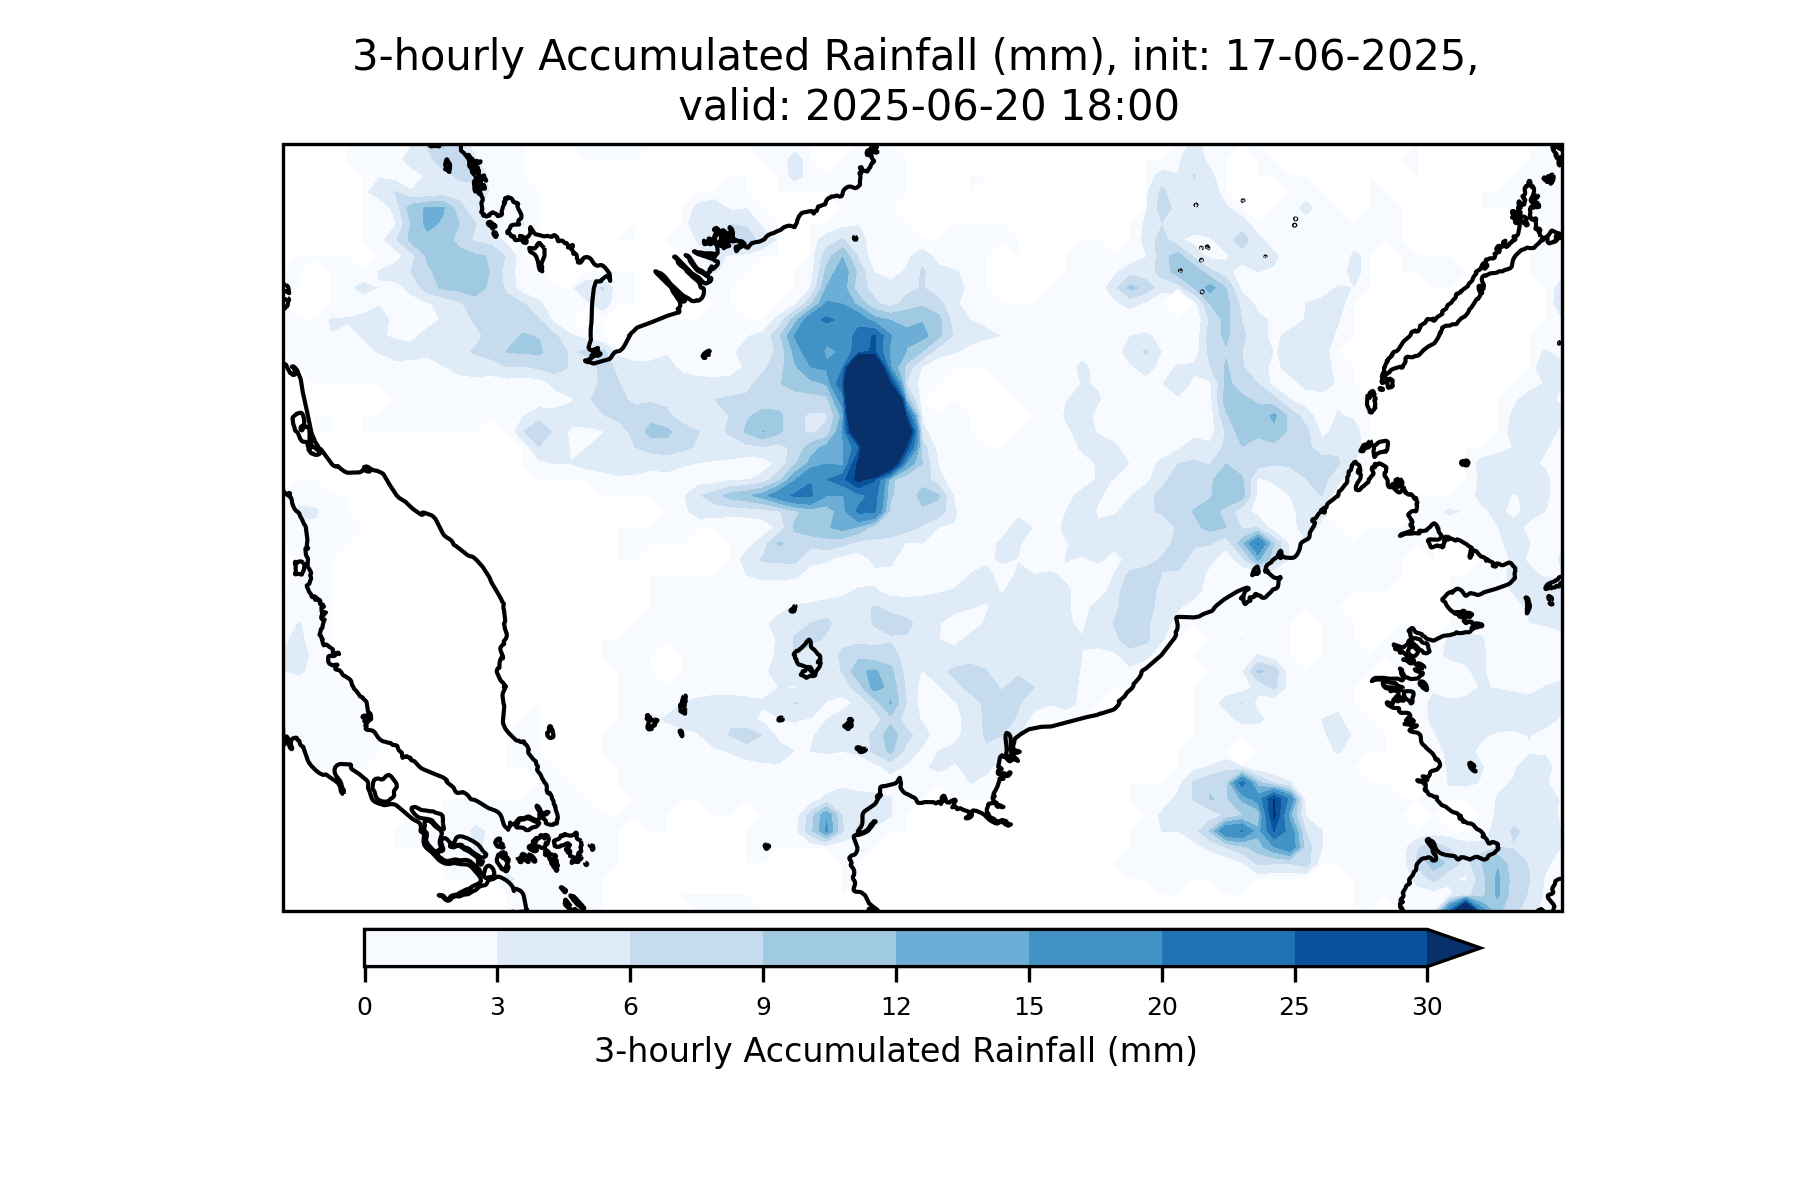 3-hourly Accumulated Rainfall (mm), init: 17-06-2025,
valid: 2025-06-20 18:00
0 3 6 9 12 15 20 25 30
3-hourly Accumulated Rainfall (mm)